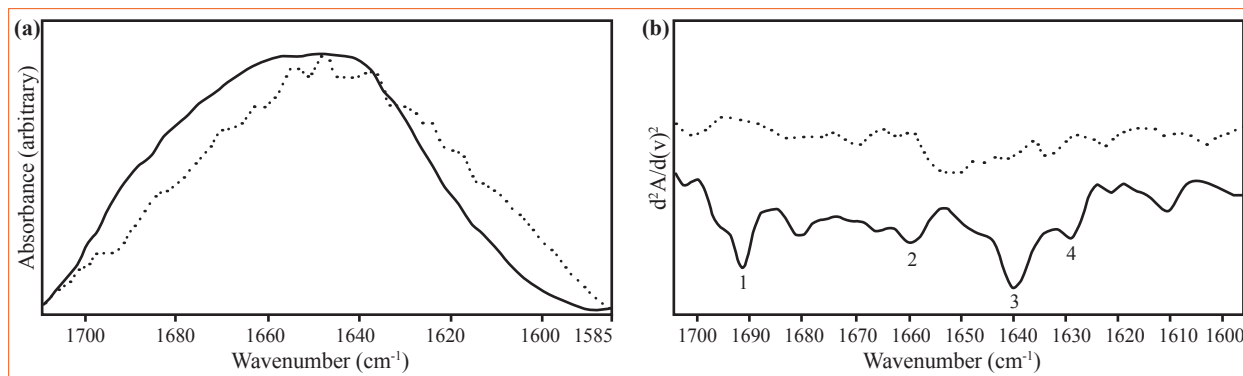 (a)
Absorbance (arbitrary)
1700 1680 1660 1640 1620 1600 1585
Wavenumber (cm⁻¹)
(b)
d²A/d(v)²
1
2
3
4
1700 1690 1680 1670 1660 1650 1640 1630 1620 1610 1600
Wavenumber (cm⁻¹)